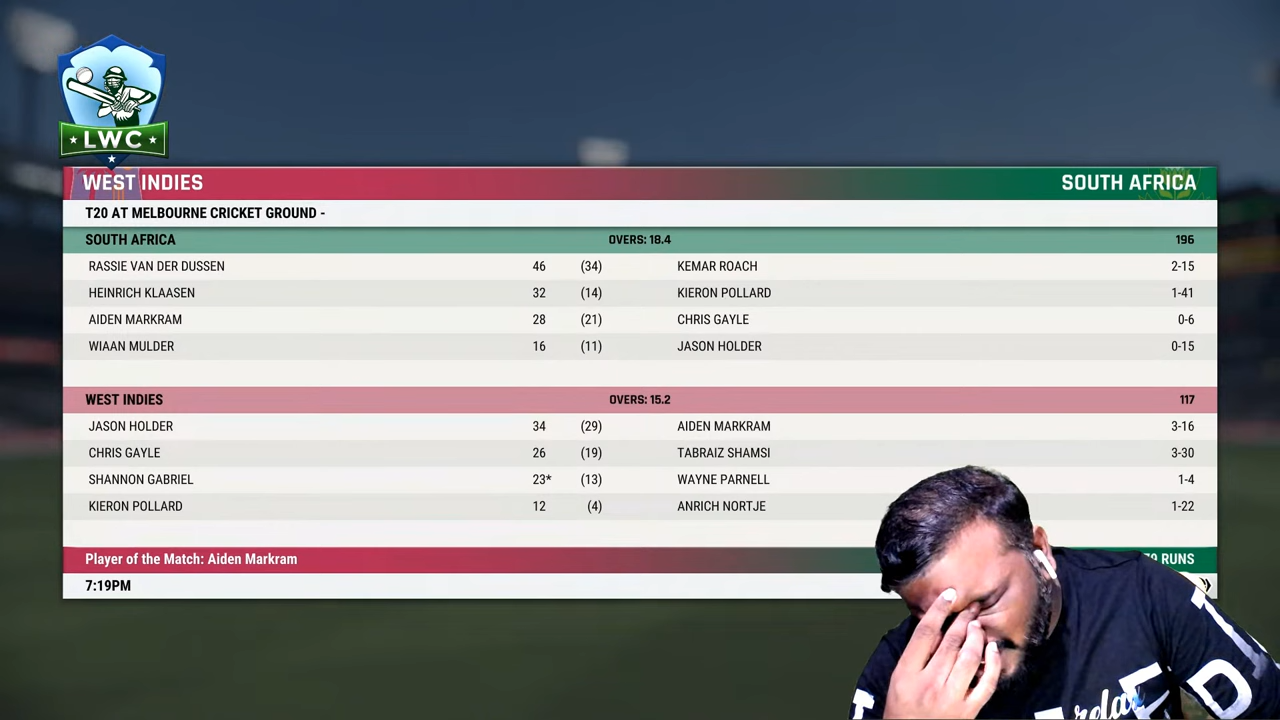 LWC
WEST INDIES SOUTH AFRICA
T20 AT MELBOURNE CRICKET GROUND -
SOUTH AFRICA OVERS: 18.4 196
RASSIE VAN DER DUSSEN 46 (34) KEMAR ROACH 2-15
HEINRICH KLAASEN 32 (14) KIERON POLLARD 1-41
AIDEN MARKRAM 28 (21) CHRIS GAYLE 0-6
WIAAN MULDER 16 (11) JASON HOLDER 0-15
WEST INDIES OVERS: 15.2 117
JASON HOLDER 34 (29) AIDEN MARKRAM 3-16
CHRIS GAYLE 26 (19) TABRAIZ SHAMSI 3-30
SHANNON GABRIEL 23* (13) WAYNE PARNELL 1-4
KIERON POLLARD 12 (4) ANRICH NORTJE 1-22
Player of the Match: Aiden Markram RUNS
7:19PM